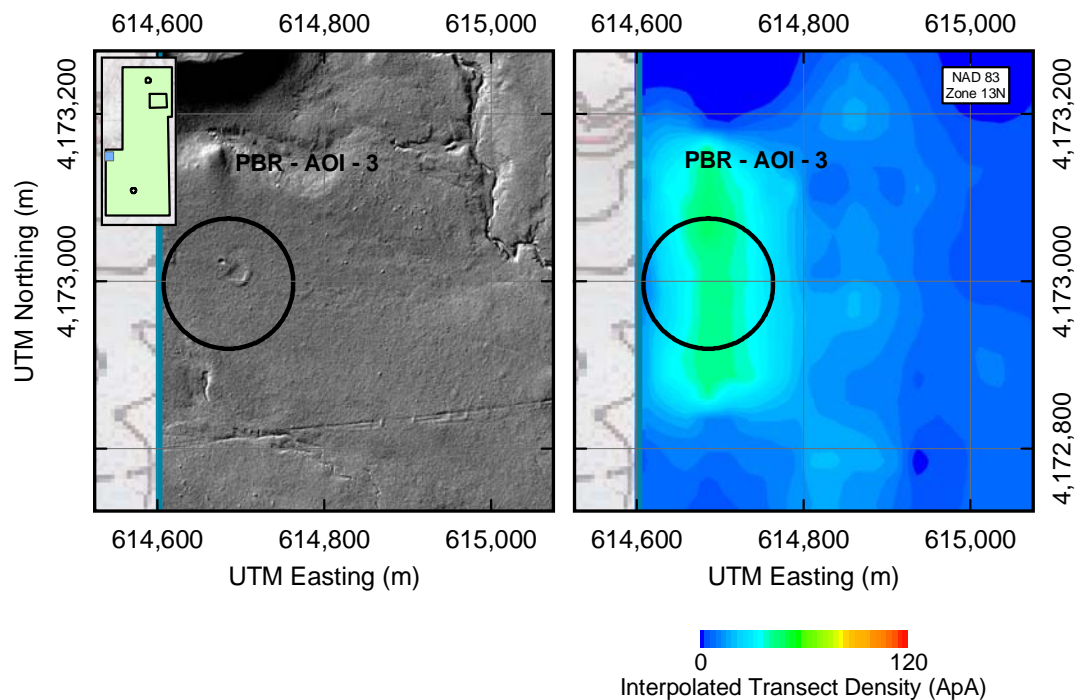 614,600 614,800 615,000
614,600 614,800 615,000
UTM Northing (m)
4,173,200
4,173,000
4,172,800
PBR - AOI - 3
NAD 83
Zone 13N
PBR - AOI - 3
4,173,200
4,173,000
4,172,800
614,600 614,800 615,000
UTM Easting (m)
614,600 614,800 615,000
UTM Easting (m)
0 120
Interpolated Transect Density (ApA)